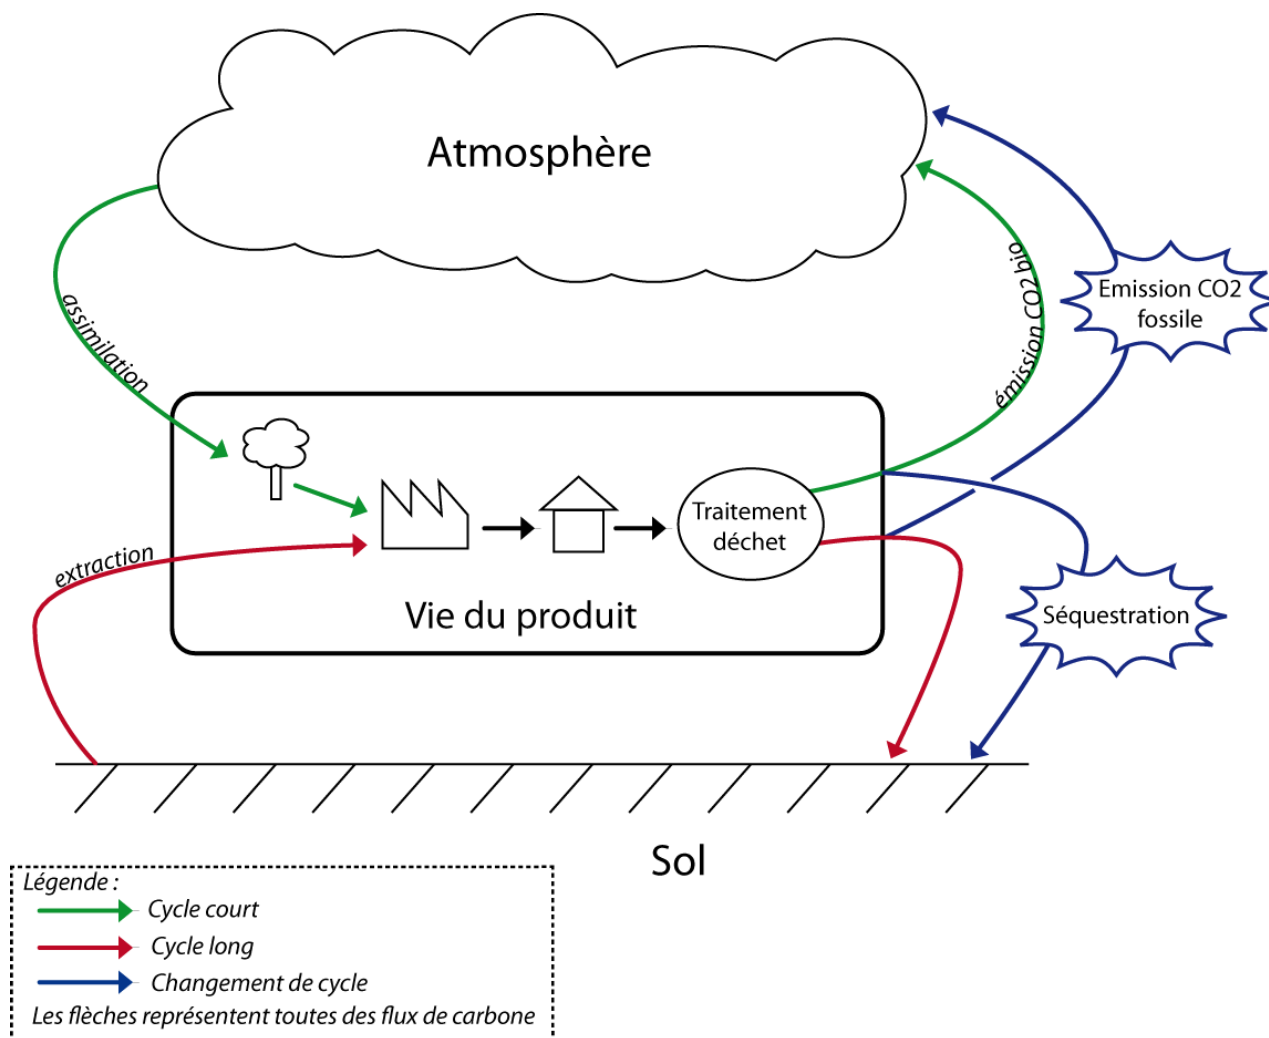 Atmosphère
assimilation
émission CO2 bio
Emission CO2
fossile
extraction
Traitement
déchet
Vie du produit
Séquestration
Sol
Légende :
Cycle court
Cycle long
Changement de cycle
Les flèches représentent toutes des flux de carbone